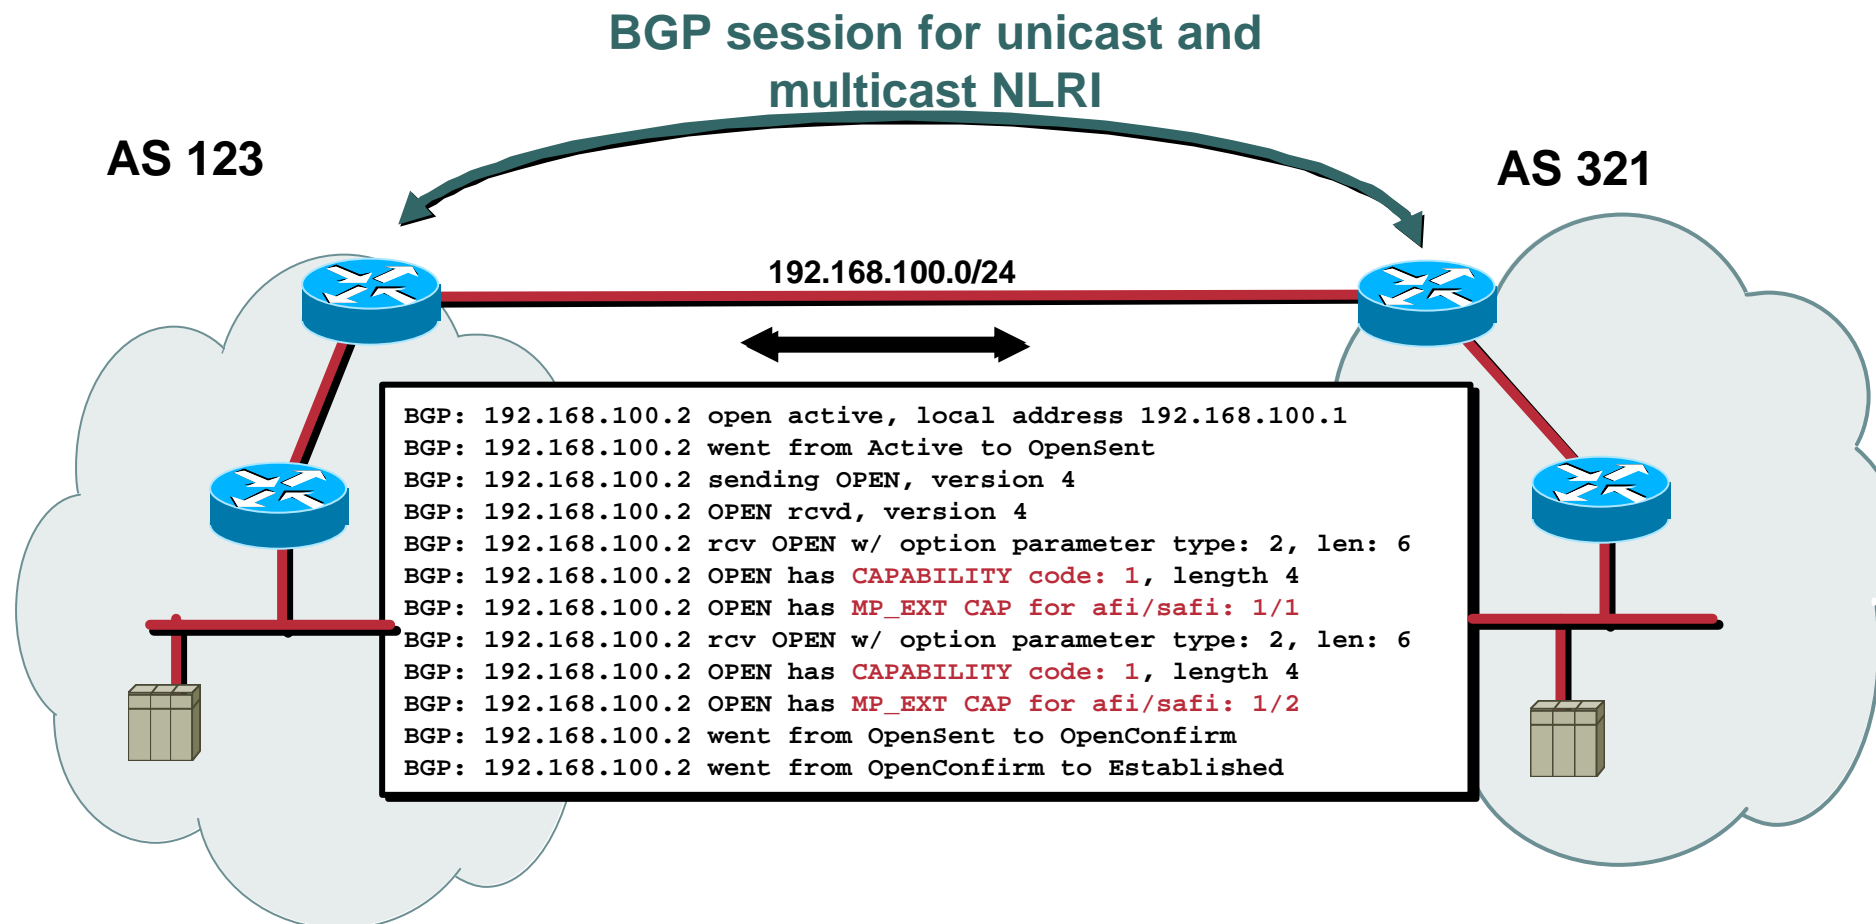 BGP session for unicast and
multicast NLRI
AS 123
AS 321
192.168.100.0/24
BGP: 192.168.100.2 open active, local address 192.168.100.1
BGP: 192.168.100.2 went from Active to OpenSent
BGP: 192.168.100.2 sending OPEN, version 4
BGP: 192.168.100.2 OPEN rcvd, version 4
BGP: 192.168.100.2 rcv OPEN w/ option parameter type: 2, len: 6
BGP: 192.168.100.2 OPEN has CAPABILITY code: 1, length 4
BGP: 192.168.100.2 OPEN has MP_EXT CAP for afi/safi: 1/1
BGP: 192.168.100.2 rcv OPEN w/ option parameter type: 2, len: 6
BGP: 192.168.100.2 OPEN has CAPABILITY code: 1, length 4
BGP: 192.168.100.2 OPEN has MP_EXT CAP for afi/safi: 1/2
BGP: 192.168.100.2 went from OpenSent to OpenConfirm
BGP: 192.168.100.2 went from OpenConfirm to Established